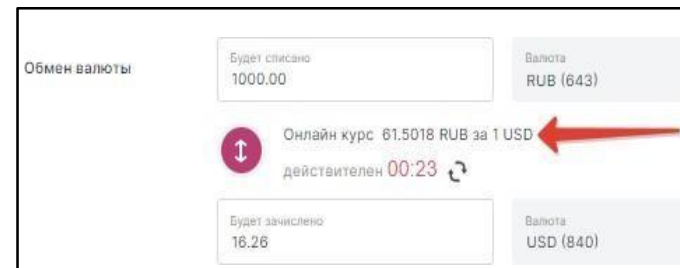 Обмен валюты
Будет списано
1000.00
Валюта
RUB (643)
Онлайн курс 61.5018 RUB за 1 USD
действителен 00:23
Будет зачислено
16.26
Валюта
USD (840)